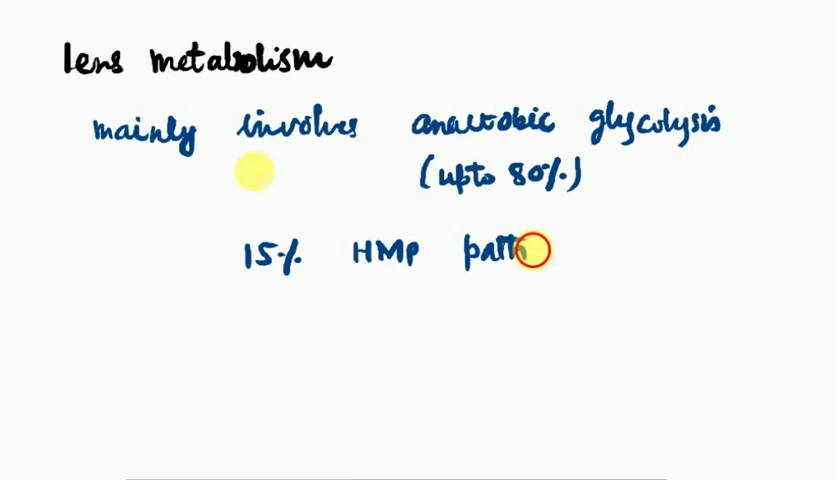 lens metabolism
mainly involves anaerobic glycolysis
(upto 80%)
15% HMP path